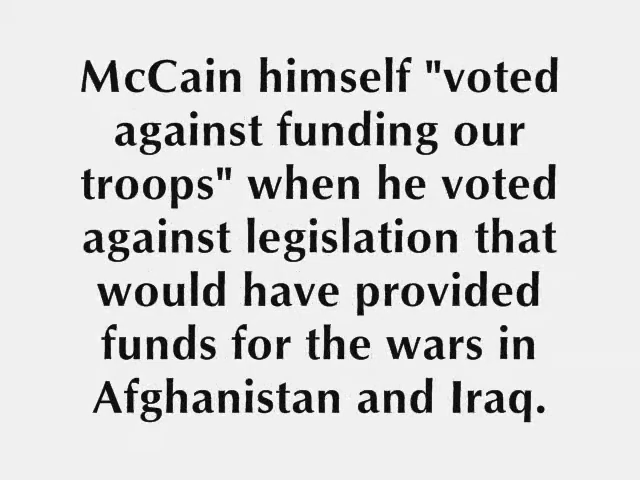 McCain himself "voted
against funding our
troops" when he voted
against legislation that
would have provided
funds for the wars in
Afghanistan and Iraq.